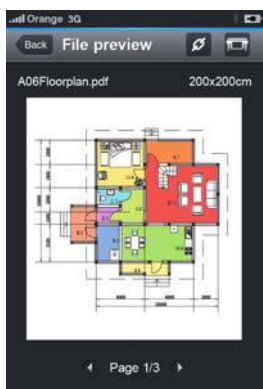 Orange 3G
Back
File preview
A06Floorplan.pdf
200x200cm
Page 1/3